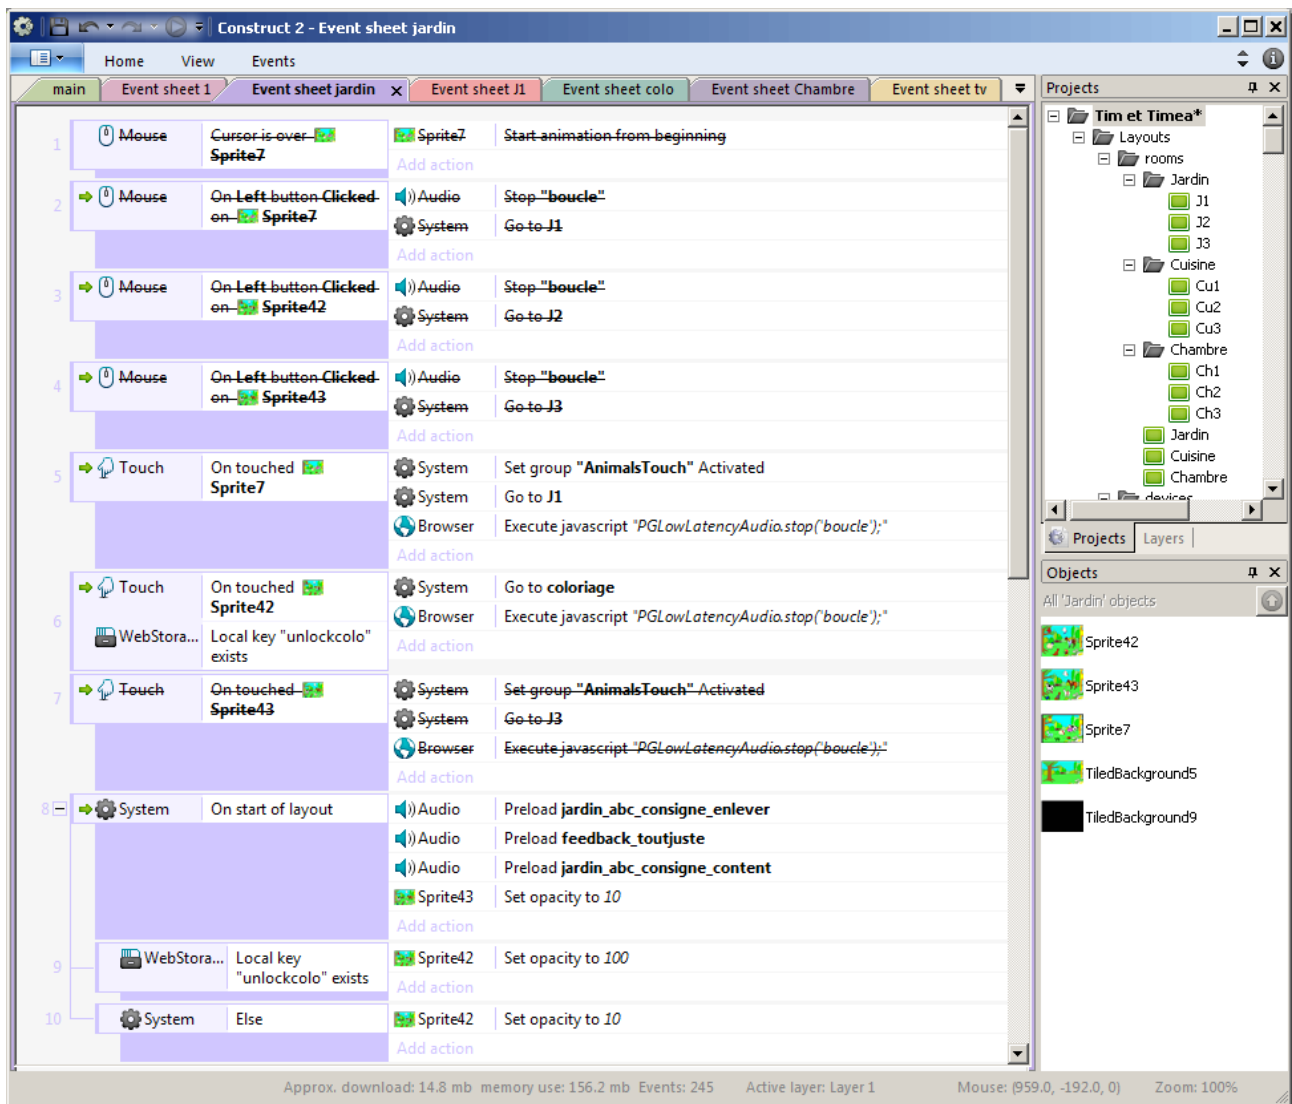 Construct 2 - Event sheet jardin
Home View Events
main Event sheet 1 Event sheet jardin Event sheet J1 Event sheet colo Event sheet Chambre Event sheet tv
1 Mouse Cursor is over Sprite7 Sprite7 Start animation from beginning
Add action
2 Mouse On Left button Clicked on Sprite7 Audio Stop "boucle"
System Go to J1
Add action
3 Mouse On Left button Clicked on Sprite42 Audio Stop "boucle"
System Go to J2
Add action
4 Mouse On Left button Clicked on Sprite43 Audio Stop "boucle"
System Go to J3
Add action
5 Touch On touched Sprite7 System Set group "AnimalsTouch" Activated
System Go to J1
Browser Execute javascript "PGLowLatencyAudio.stop('boucle');"
Add action
6 Touch On touched Sprite42 System Go to coloriage
Browser Execute javascript "PGLowLatencyAudio.stop('boucle');"
WebStora... Local key "unlockcolo" exists
Add action
7 Touch On touched Sprite43 System Set group "AnimalsTouch" Activated
System Go to J3
Browser Execute javascript "PGLowLatencyAudio.stop('boucle');"
Add action
8 System On start of layout Audio Preload jardin_abc_consigne_enlever
Audio Preload feedback_toutjuste
Audio Preload jardin_abc_consigne_content
Sprite43 Set opacity to 10
Add action
9 WebStora... Local key "unlockcolo" exists Sprite42 Set opacity to 100
Add action
10 System Else Sprite42 Set opacity to 10
Add action
Projects
Tim et Timea*
Layouts
rooms
Jardin
J1
J2
J3
Cuisine
Cu1
Cu2
Cu3
Chambre
Ch1
Ch2
Ch3
Jardin
Cuisine
Chambre
devices
Projects Layers
Objects
All 'Jardin' objects
Sprite42
Sprite43
Sprite7
TiledBackground5
TiledBackground9
Approx. download: 14.8 mb memory use: 156.2 mb Events: 245 Active layer: Layer 1 Mouse: (959.0, -192.0, 0) Zoom: 100%